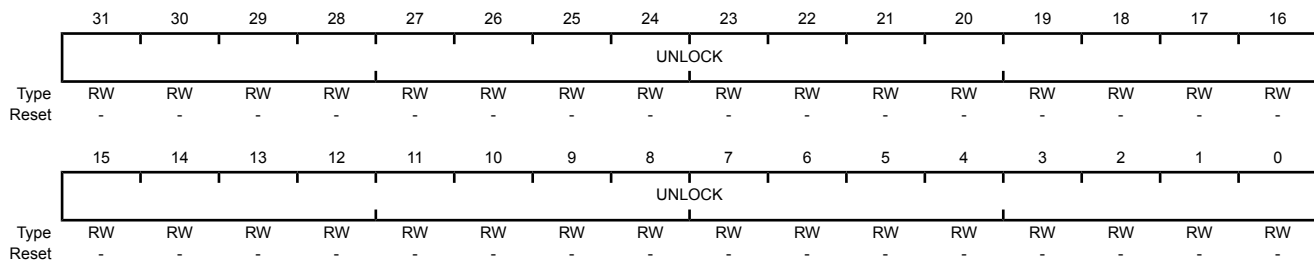 31 30 29 28 27 26 25 24 23 22 21 20 19 18 17 16
UNLOCK
Type RW RW RW RW RW RW RW RW RW RW RW RW RW RW RW RW
Reset - - - - - - - - - - - - - - - -
15 14 13 12 11 10 9 8 7 6 5 4 3 2 1 0
UNLOCK
Type RW RW RW RW RW RW RW RW RW RW RW RW RW RW RW RW
Reset - - - - - - - - - - - - - - - -